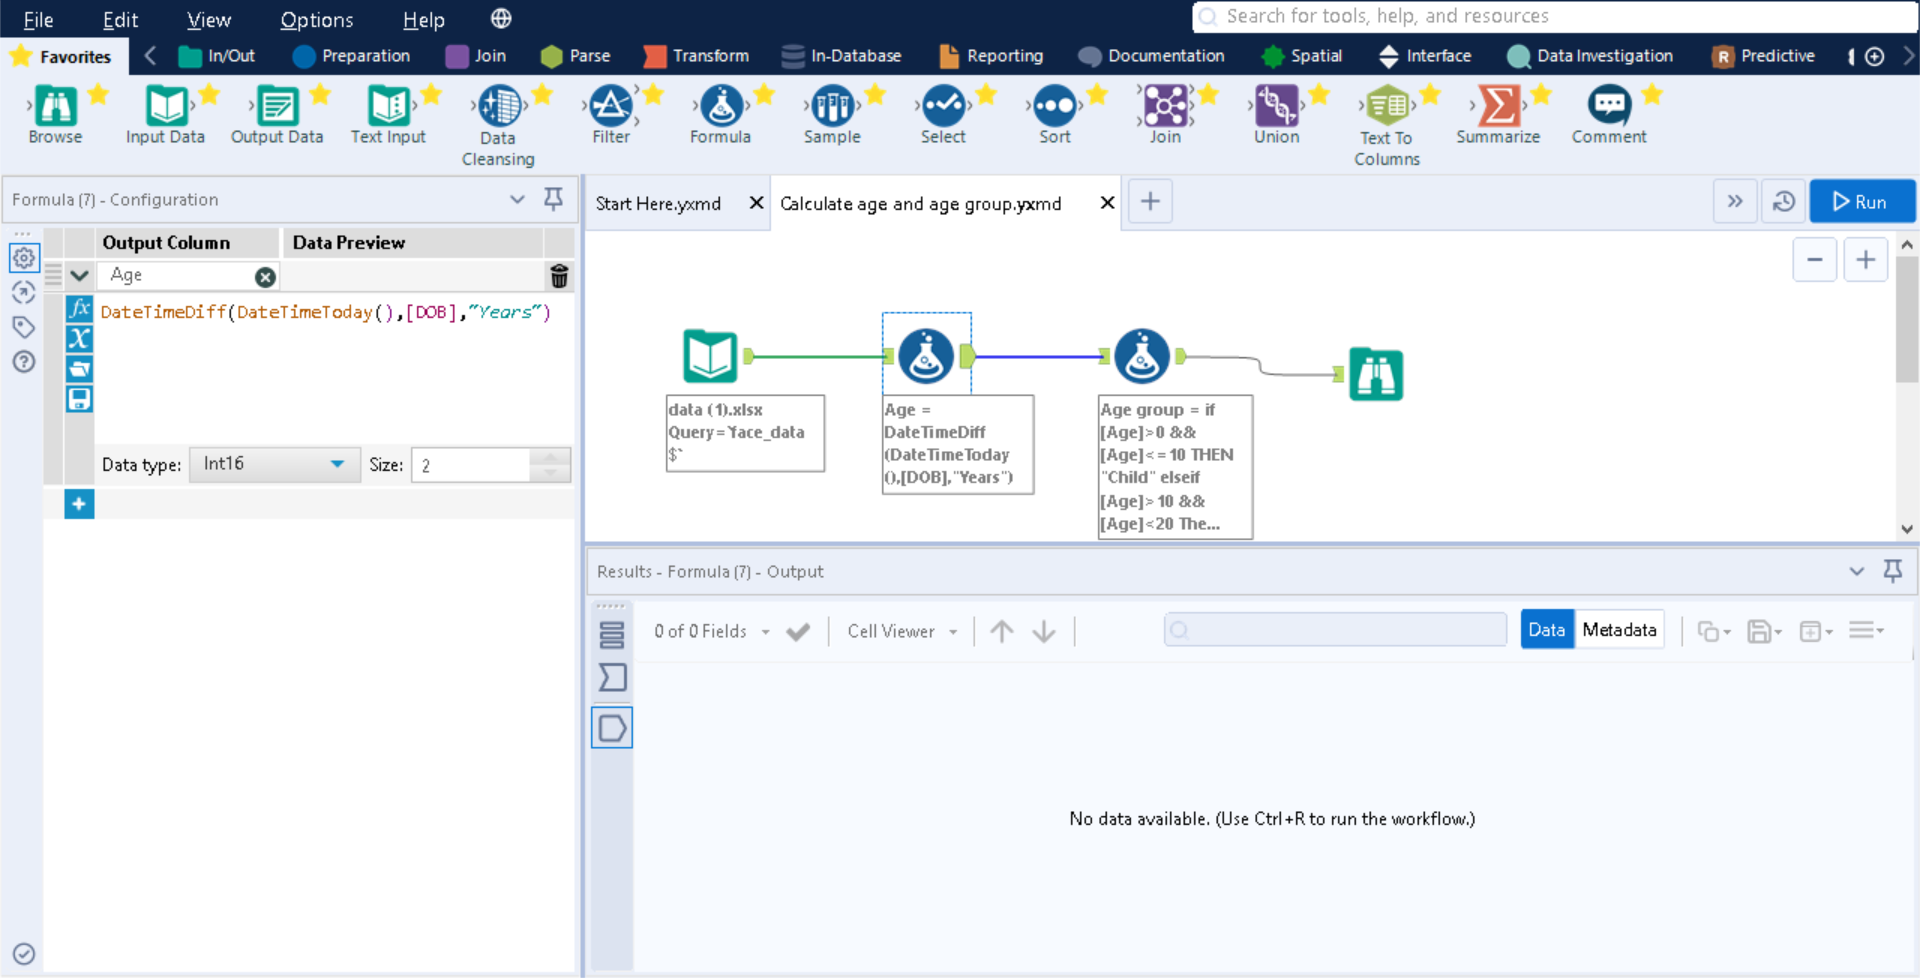 File Edit View Options Help
Search for tools, help, and resources
Favorites In/Out Preparation Join Parse Transform In-Database Reporting Documentation Spatial Interface Data Investigation Predictive
Browse Input Data Output Data Text Input Data Cleansing Filter Formula Sample Select Sort Join Union Text To Columns Summarize Comment
Formula (7) - Configuration
Start Here.yxmd
Calculate age and age group.yxmd
Run
Output Column Data Preview
Age
fx DateTimeDiff(DateTimeToday(),[DOB],"Years")
X
Data type: Int16 Size: 2
data (1).xlsx
Query=`face_data
$`
Age =
DateTimeDiff
(DateTimeToday
(),[DOB],"Years")
Age group = if
[Age]>0 &&
[Age]<=10 THEN
"Child" elseif
[Age]>10 &&
[Age]<20 The...
Results - Formula (7) - Output
0 of 0 Fields Cell Viewer Data Metadata
No data available. (Use Ctrl+R to run the workflow.)